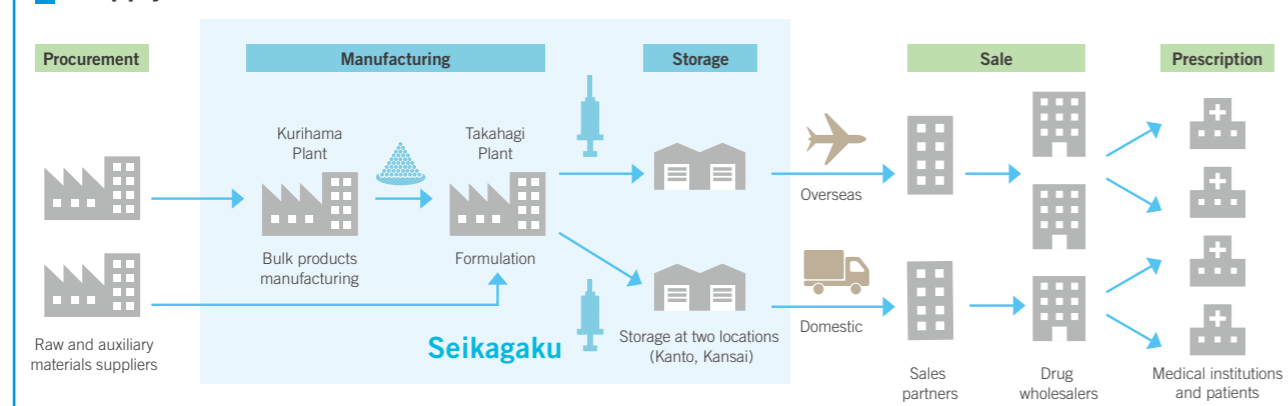 Procurement
Manufacturing
Storage
Sale
Prescription
Kurihama
Plant
Takahagi
Plant
Overseas
Bulk products
manufacturing
Formulation
Raw and auxiliary
materials suppliers
Seikagaku
Storage at two locations
(Kanto, Kansai)
Domestic
Sales
partners
Drug
wholesalers
Medical institutions
and patients